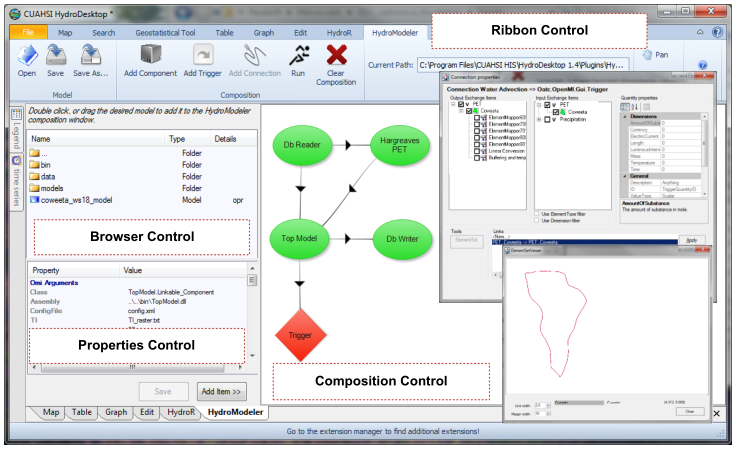 CUAHSI HydroDesktop *
Ribbon Control
File Map Search Geostatistical Tool Table Graph Edit HydroR HydroModeler
Open Save Save As... Add Component Add Trigger Add Connection Run Clear Composition
Current Path: C:\Program Files\CUAHSI HIS\HydroDesktop 1.4\Plugins\Hy...
Pan
Model Composition
Legend
time series
Double click, or drag the desired model to add it to the HydroModeler
composition window.
Name Type Details
... Folder
bin Folder
data Folder
models Folder
coweeta_ws18_model Model opr
Browser Control
Property Value
Omi Arguments
Class TopModel.Linkable_Component
Assembly ..\..\bin\TopModel.dll
ConfigFile config.xml
TI TI_raster.txt
Properties Control
Save Add Item >>
Db Reader
Hargreaves
PET
Top Model
Db Writer
Trigger
Composition Control
Connection properties
Connection Water Advection => Oatc.OpenMI.Gui.Trigger
Output Exchange Items
PET
Coweeta
Linear Conversion
Buffering and temp
Input Exchange Items
PET
Coweeta
Precipitation
Quantity properties
Dimensions
AmountOfSubs 0
Currency 0
ElectricCurrent 0
Length 0
LuminousIntens 0
Mass 0
Temperature 0
Time 0
General
Description Anything
ID TriggerQuantityID
ValueType Scalar
AmountOfSubstance
The amount of substance in mole.
Use ElementType filter
Use Dimension filter
Tools
ElementSet
Links
PET, Coweeta -> PET, Coweeta
Apply
ElementSetViewer
Line width: 2.0
Margin width: 10
Close
Map Table Graph Edit HydroR HydroModeler
Go to the extension manager to find additional extensions!